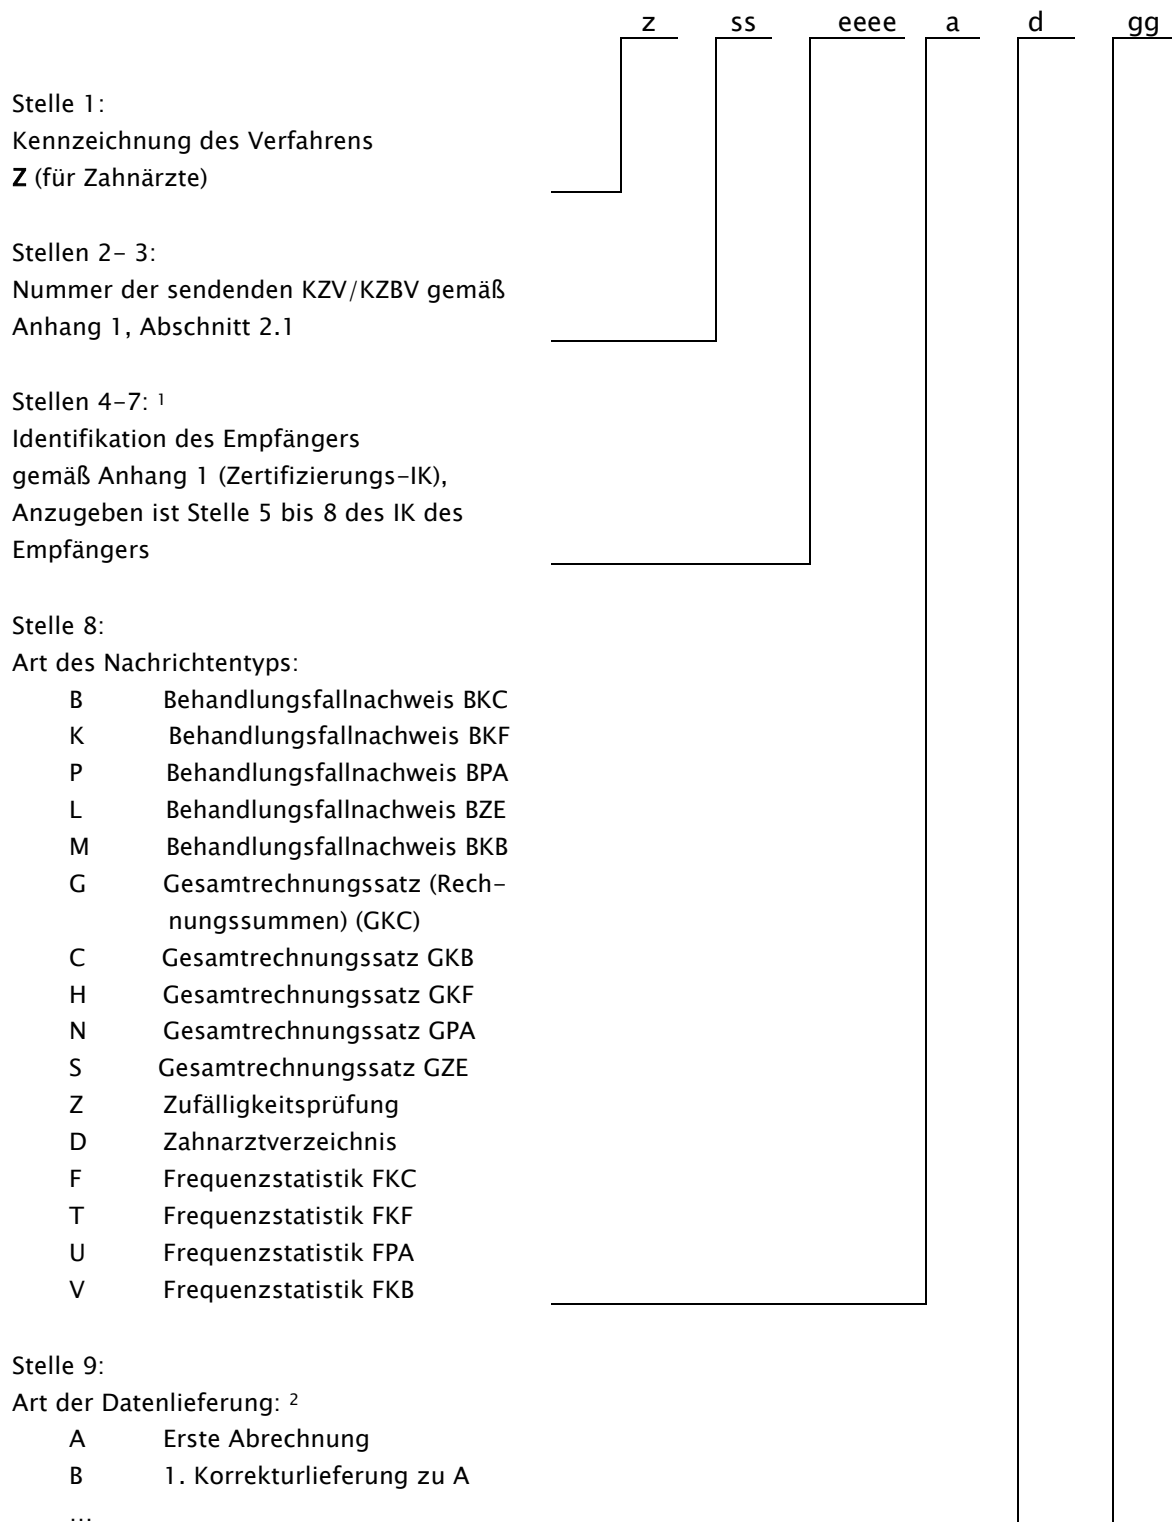 z ss eeee a d gg
Stelle 1:
Kennzeichnung des Verfahrens
Z (für Zahnärzte)
Stellen 2- 3:
Nummer der sendenden KZV/KZBV gemäß
Anhang 1, Abschnitt 2.1
Stellen 4-7: 1
Identifikation des Empfängers
gemäß Anhang 1 (Zertifizierungs-IK),
Anzugeben ist Stelle 5 bis 8 des IK des
Empfängers
Stelle 8:
Art des Nachrichtentyps:
B Behandlungsfallnachweis BKC
K Behandlungsfallnachweis BKF
P Behandlungsfallnachweis BPA
L Behandlungsfallnachweis BZE
M Behandlungsfallnachweis BKB
G Gesamtrechnungssatz (Rech-
nungssummen) (GKC)
C Gesamtrechnungssatz GKB
H Gesamtrechnungssatz GKF
N Gesamtrechnungssatz GPA
S Gesamtrechnungssatz GZE
Z Zufälligkeitsprüfung
D Zahnarztverzeichnis
F Frequenzstatistik FKC
T Frequenzstatistik FKF
U Frequenzstatistik FPA
V Frequenzstatistik FKB
Stelle 9:
Art der Datenlieferung: 2
A Erste Abrechnung
B 1. Korrekturlieferung zu A
...